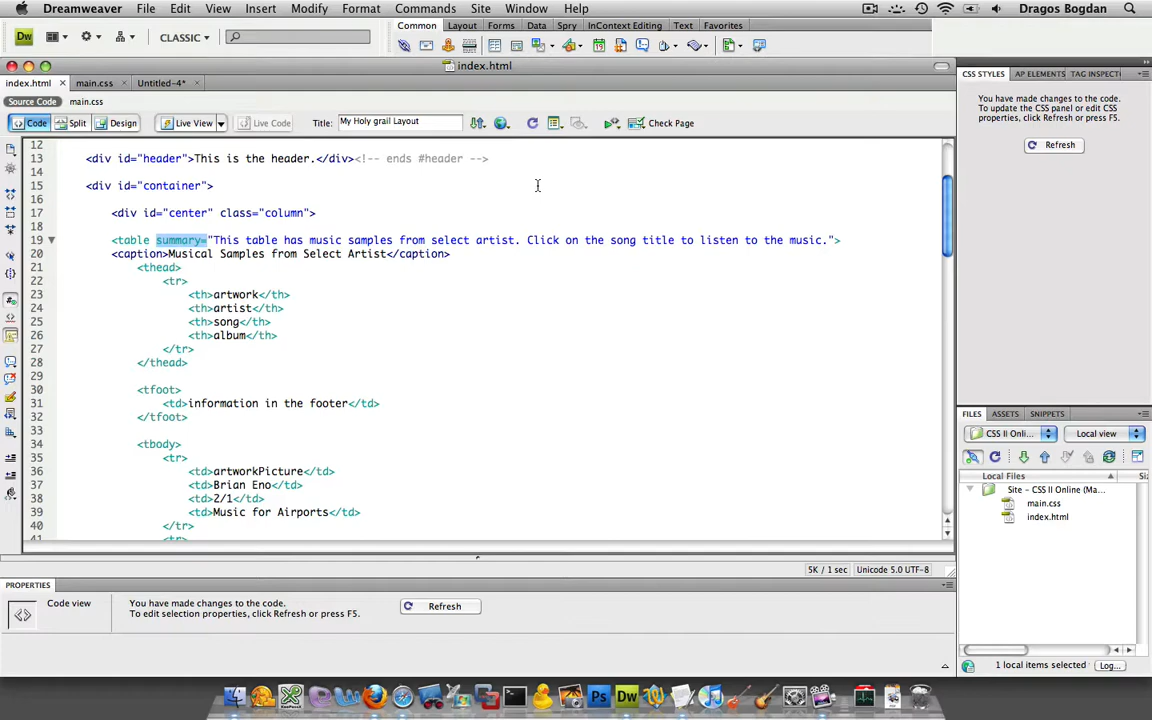 Dreamweaver File Edit View Insert Modify Format Commands Site Window Help Dragos Bogdan
Dw CLASSIC
Common Layout Forms Data Spry InContext Editing Text Favorites
index.html
index.html main.css Untitled-4*
Source Code main.css
Code Split Design Live View Live Code Title: My Holy grail Layout Check Page
12
13 <div id="header">This is the header.</div><!-- ends #header -->
14
15 <div id="container">
16
17 <div id="center" class="column">
18
19 <table summary="This table has music samples from select artist. Click on the song title to listen to the music.">
20 <caption>Musical Samples from Select Artist</caption>
21 <thead>
22 <tr>
23 <th>artwork</th>
24 <th>artist</th>
25 <th>song</th>
26 <th>album</th>
27 </tr>
28 </thead>
29
30 <tfoot>
31 <td>information in the footer</td>
32 </tfoot>
33
34 <tbody>
35 <tr>
36 <td>artworkPicture</td>
37 <td>Brian Eno</td>
38 <td>2/1</td>
39 <td>Music for Airports</td>
40 </tr>
41 <tr>
5K / 1 sec Unicode 5.0 UTF-8
PROPERTIES
Code view
You have made changes to the code.
To edit selection properties, click Refresh or press F5.
Refresh
CSS STYLES AP ELEMENTS TAG INSPECT
You have made changes to the code.
To update the CSS panel or edit CSS
properties, click Refresh or press F5.
Refresh
FILES ASSETS SNIPPETS
CSS II Onli... Local view
Local Files Si
Site - CSS II Online (Ma...
main.css
index.html
1 local items selected Log...
Ps Dw